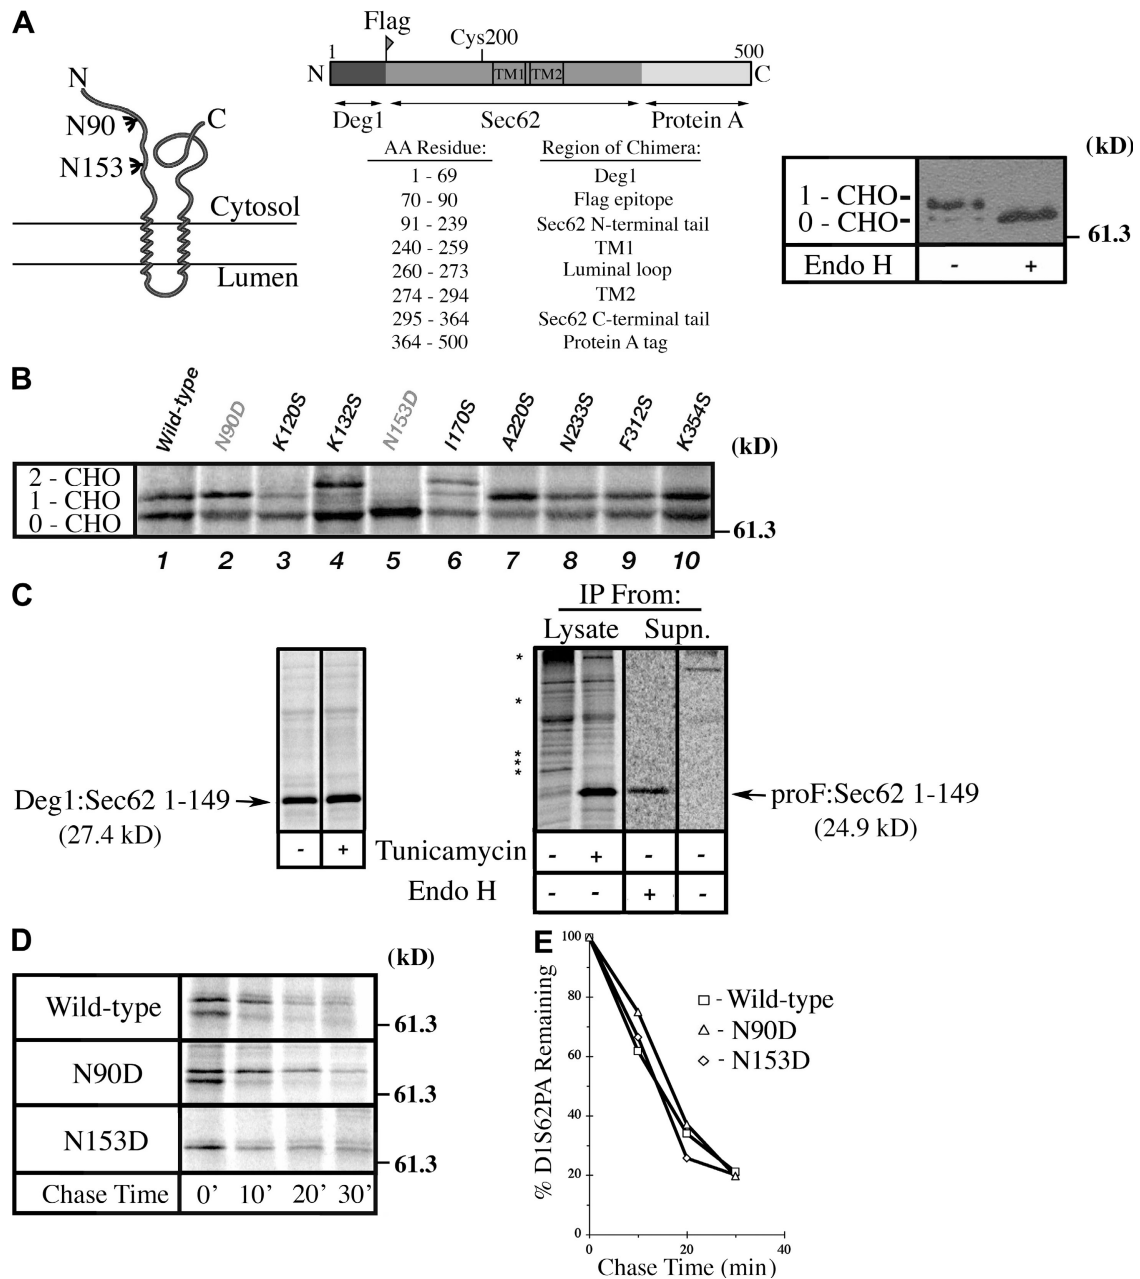 A
N
N90
N153
C
Cytosol
Lumen
Flag
1
Cys200
500
N
TM1
TM2
C
Deg1
Sec62
Protein A
AA Residue: Region of Chimera:
1 - 69 Deg1
70 - 90 Flag epitope
91 - 239 Sec62 N-terminal tail
240 - 259 TM1
260 - 273 Luminal loop
274 - 294 TM2
295 - 364 Sec62 C-terminal tail
364 - 500 Protein A tag
(kD)
1 - CHO-
0 - CHO-
61.3
Endo H - +
B
Wild-type N90D K120S K132S N153D I170S A220S N233S F312S K354S
(kD)
2 - CHO
1 - CHO
0 - CHO
61.3
1 2 3 4 5 6 7 8 9 10
C
IP From:
Lysate Supn.
*
*
*
*
*
Deg1:Sec62 1-149
(27.4 kD)
proF:Sec62 1-149
(24.9 kD)
- + Tunicamycin - + - -
Endo H - - + -
D
(kD)
Wild-type
61.3
N90D
61.3
N153D
61.3
Chase Time 0’ 10’ 20’ 30’
E
% D1S62PA Remaining
100
80
60
40
20
0
- Wild-type
- N90D
- N153D
0 20 40
Chase Time (min)